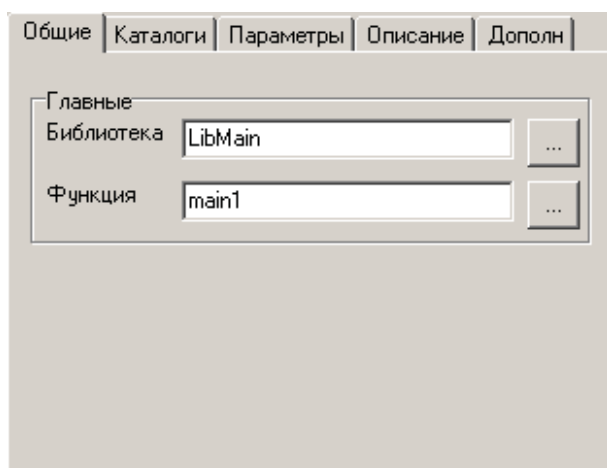 Общие Каталоги Параметры Описание Дополн
Главные
Библиотека LibMain ...
Функция main1 ...